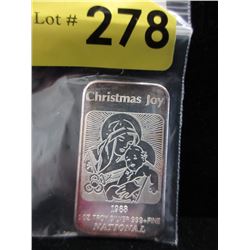 Lot # 278
Christmas Joy
1988
1 OZ TROY SILVER 999+FINE
NATIONAL